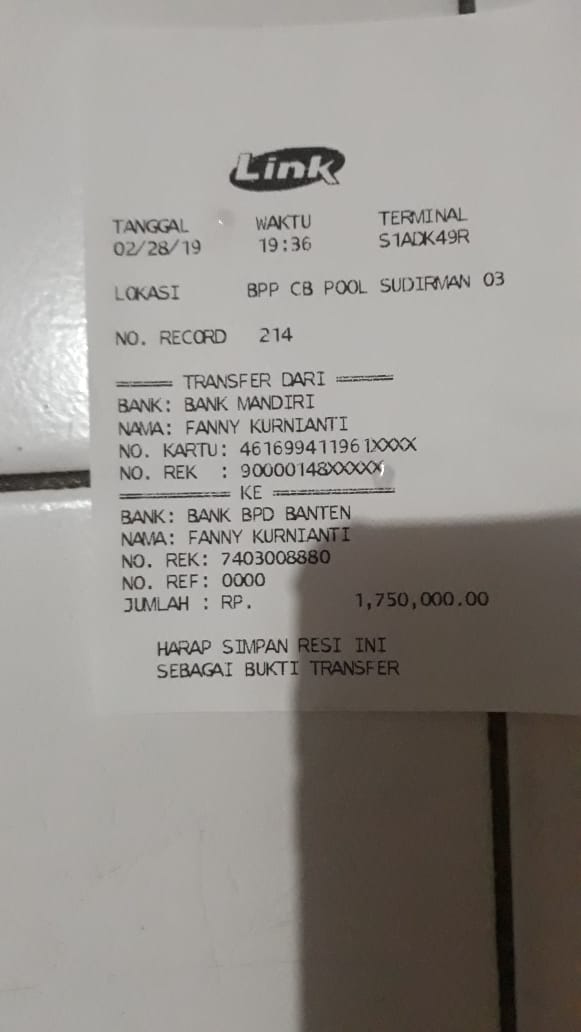 Link
TANGGAL WAKTU TERMINAL
02/28/19 19:36 S1ADK49R
LOKASI BPP CB POOL SUDIRMAN 03
NO. RECORD 214
===== TRANSFER DARI =====
BANK: BANK MANDIRI
NAMA: FANNY KURNIANTI
NO. KARTU: 461699411961XXXX
NO. REK : 90000148XXXXX
========== KE ===========
BANK: BANK BPD BANTEN
NAMA: FANNY KURNIANTI
NO. REK: 7403008880
NO. REF: 0000
JUMLAH : RP. 1,750,000.00
HARAP SIMPAN RESI INI
SEBAGAI BUKTI TRANSFER